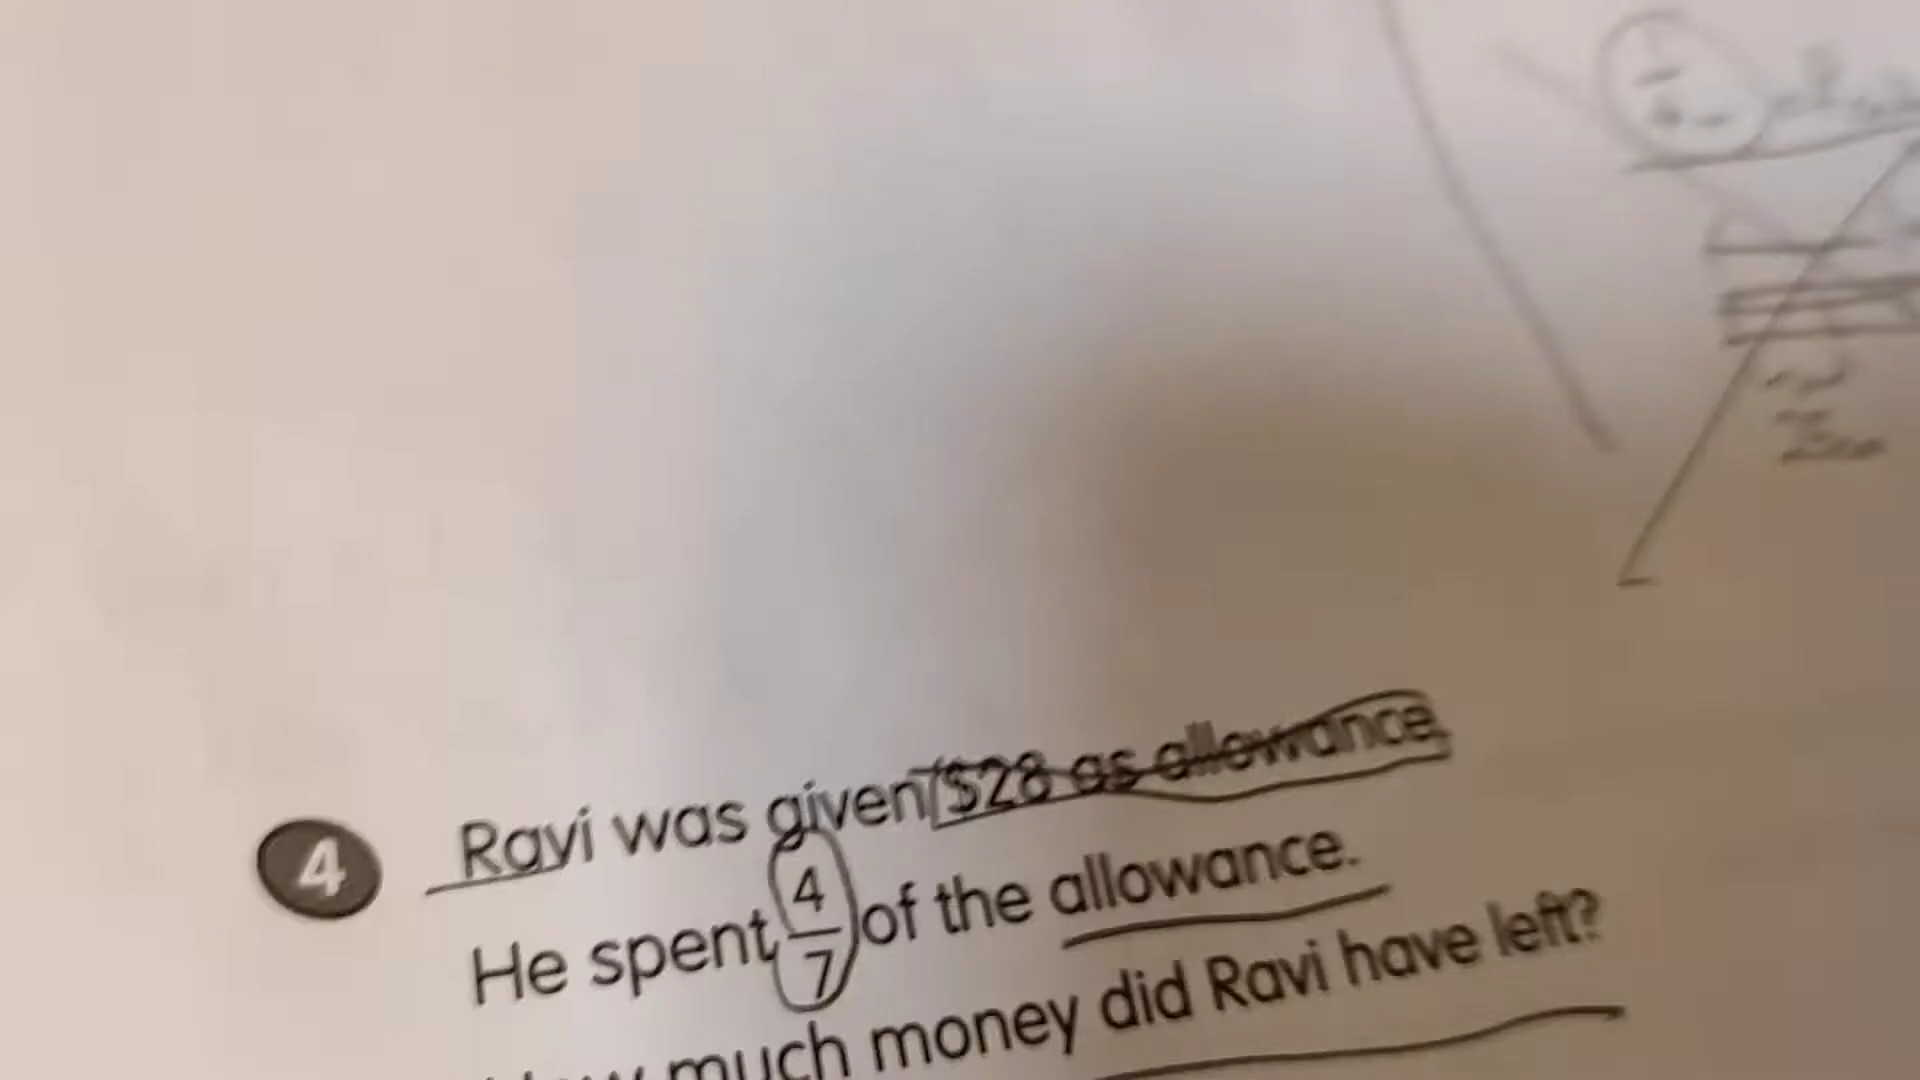 4 Ravi was given $28 as allowance.
He spent 4/7 of the allowance.
much money did Ravi have left?